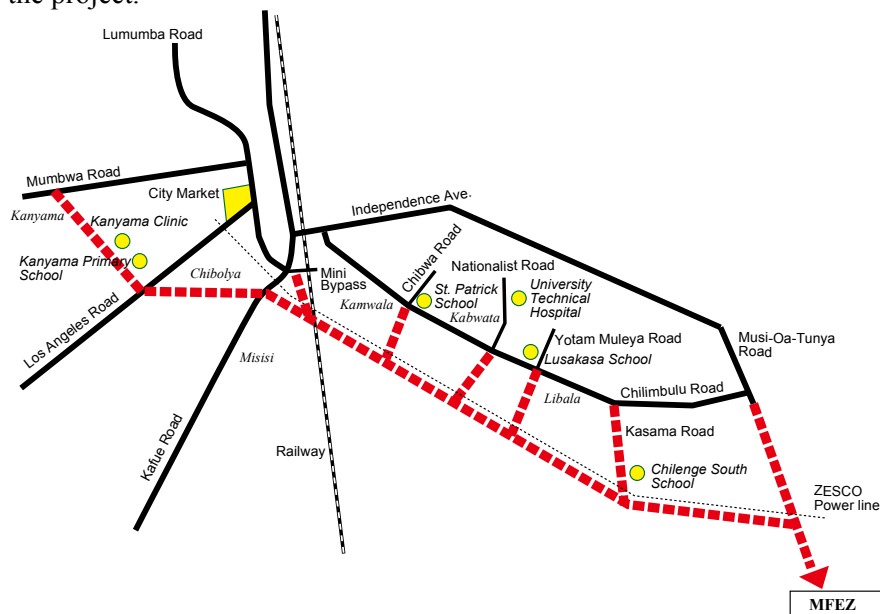 the project.
Lumumba Road
Mumbwa Road
City Market
Independence Ave.
Kanyama
Kanyama Clinic
Kanyama Primary
School
Chibolya
Mini
Bypass
Chibwa Road
Nationalist Road
St. Patrick
School
University
Technical
Hospital
Kamwala
Kabwata
Los Angeles Road
Misisi
Yotam Muleya Road
Lusakasa School
Musi-Oa-Tunya
Road
Libala
Chilimbulu Road
Kafue Road
Railway
Kasama Road
Chilenge South
School
ZESCO
Power line
MFEZ